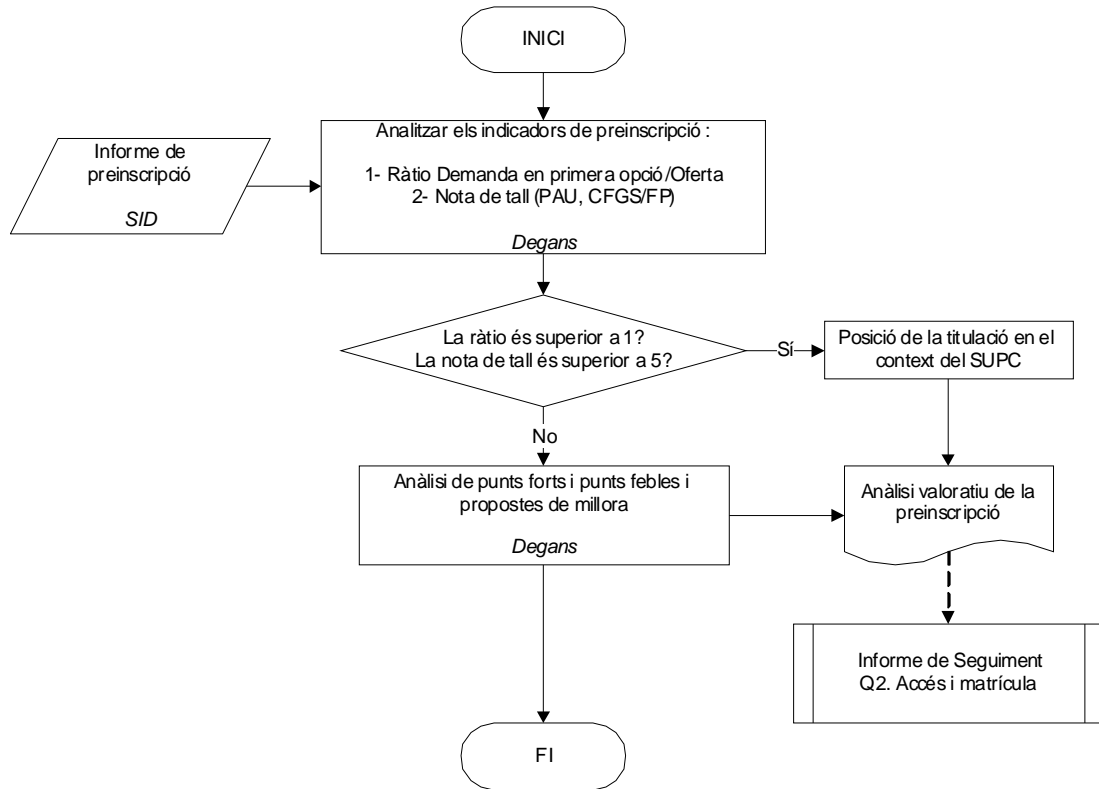 INICI
Informe de
preinscripció
SID
Analitzar els indicadors de preinscripció :
1- Ràtio Demanda en primera opció/Oferta
2- Nota de tall (PAU, CFGS/FP)
Degans
La ràtio és superior a 1?
La nota de tall és superior a 5?
Sí
Posició de la titulació en el
context del SUPC
No
Anàlisi de punts forts i punts febles i
propostes de millora
Degans
Anàlisi valoratiu de la
preinscripció
Informe de Seguiment
Q2. Accés i matrícula
FI